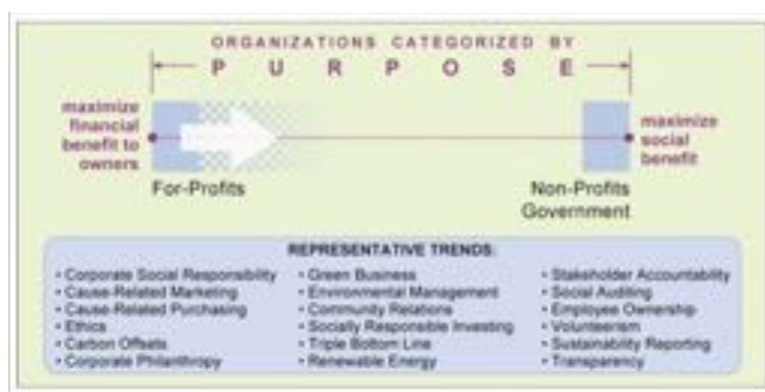 ORGANIZATIONS CATEGORIZED BY
PURPOSE
maximize
financial
benefit to
owners
maximize
social
benefit
For-Profits
Non-Profits
Government
REPRESENTATIVE TRENDS:
• Corporate Social Responsibility
• Cause-Related Marketing
• Cause-Related Purchasing
• Ethics
• Carbon Offsets
• Corporate Philanthropy
• Green Business
• Environmental Management
• Community Relations
• Socially Responsible Investing
• Triple Bottom Line
• Renewable Energy
• Stakeholder Accountability
• Social Auditing
• Employee Ownership
• Volunteerism
• Sustainability Reporting
• Transparency